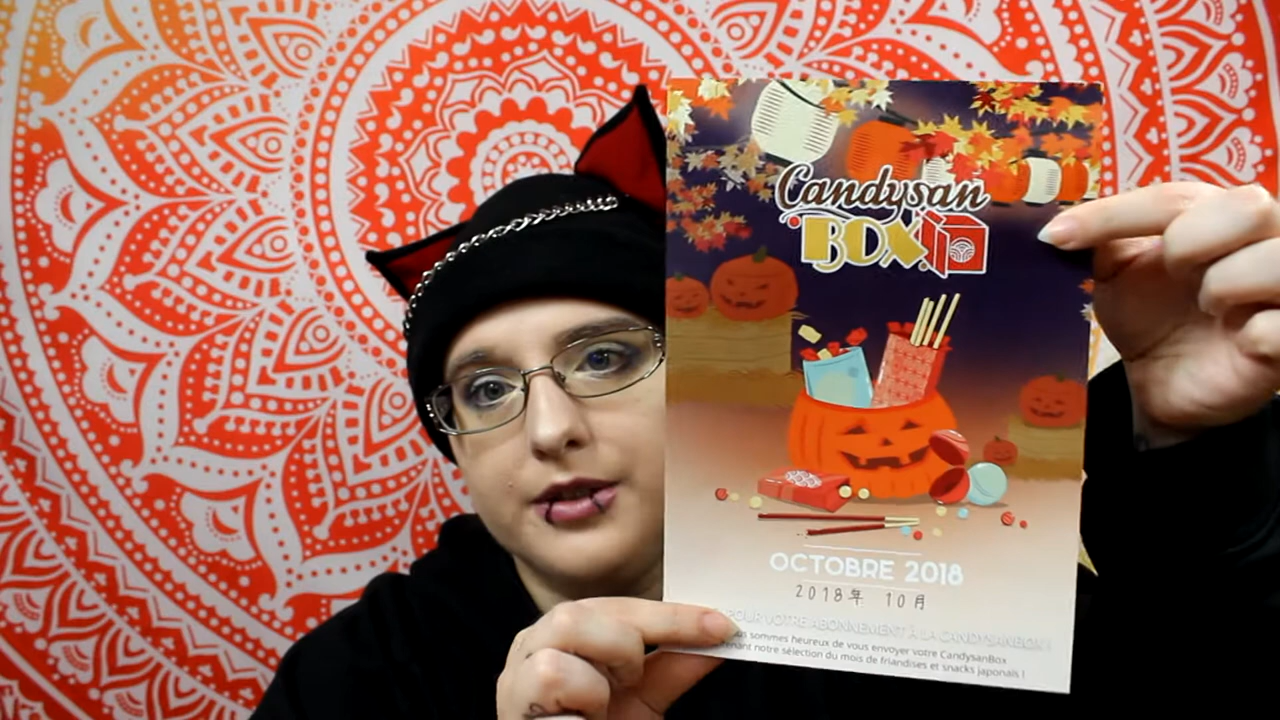 Candysan
BOX
OCTOBRE 2018
2018年 10月
POUR VOTRE ABONNEMENT À LA CANDYSANBOX !
sommes heureux de vous envoyer votre CandysanBox
notre sélection du mois de friandises et snacks japonais !